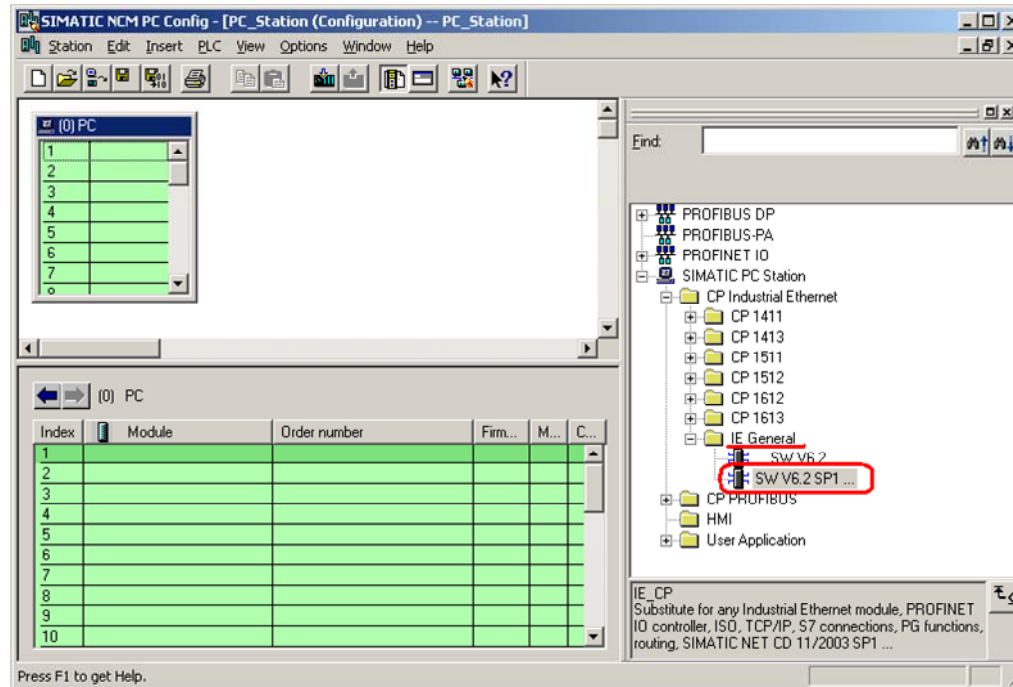 SIMATIC NCM PC Config - [PC_Station (Configuration) -- PC_Station]
Station Edit Insert PLC View Options Window Help
(0) PC
1
2
3
4
5
6
7
Find:
PROFIBUS DP
PROFIBUS-PA
PROFINET IO
SIMATIC PC Station
CP Industrial Ethernet
CP 1411
CP 1413
CP 1511
CP 1512
CP 1612
CP 1613
IE General
SW V6.2
SW V6.2 SP1 ...
CP PROFIBUS
HMI
User Application
(0) PC
Index Module Order number Firm... M... C...
1
2
3
4
5
6
7
8
9
10
IE_CP
Substitute for any Industrial Ethernet module, PROFINET
IO controller, ISO, TCP/IP, S7 connections, PG functions,
routing, SIMATIC NET CD 11/2003 SP1 ...
Press F1 to get Help.